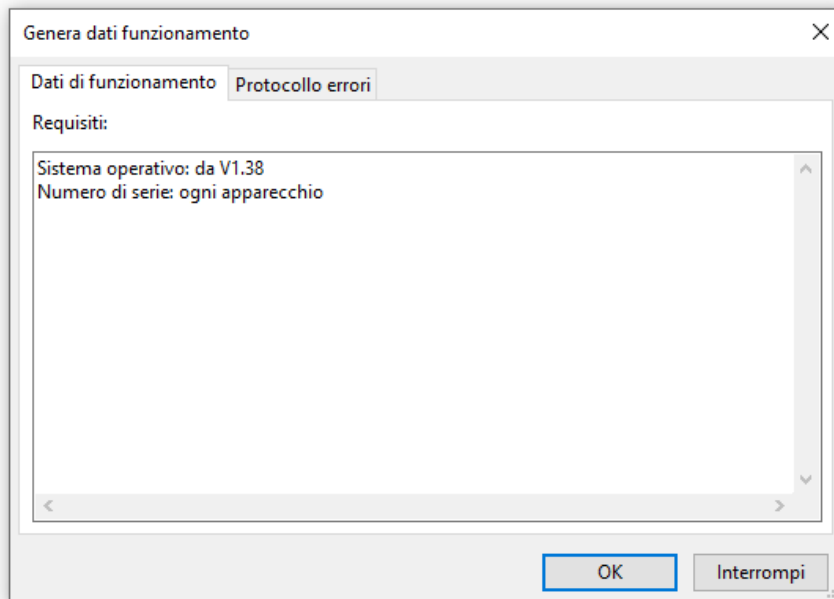 Genera dati funzionamento
Dati di funzionamento
Protocollo errori
Requisiti:
Sistema operativo: da V1.38
Numero di serie: ogni apparecchio
OK
Interrompi